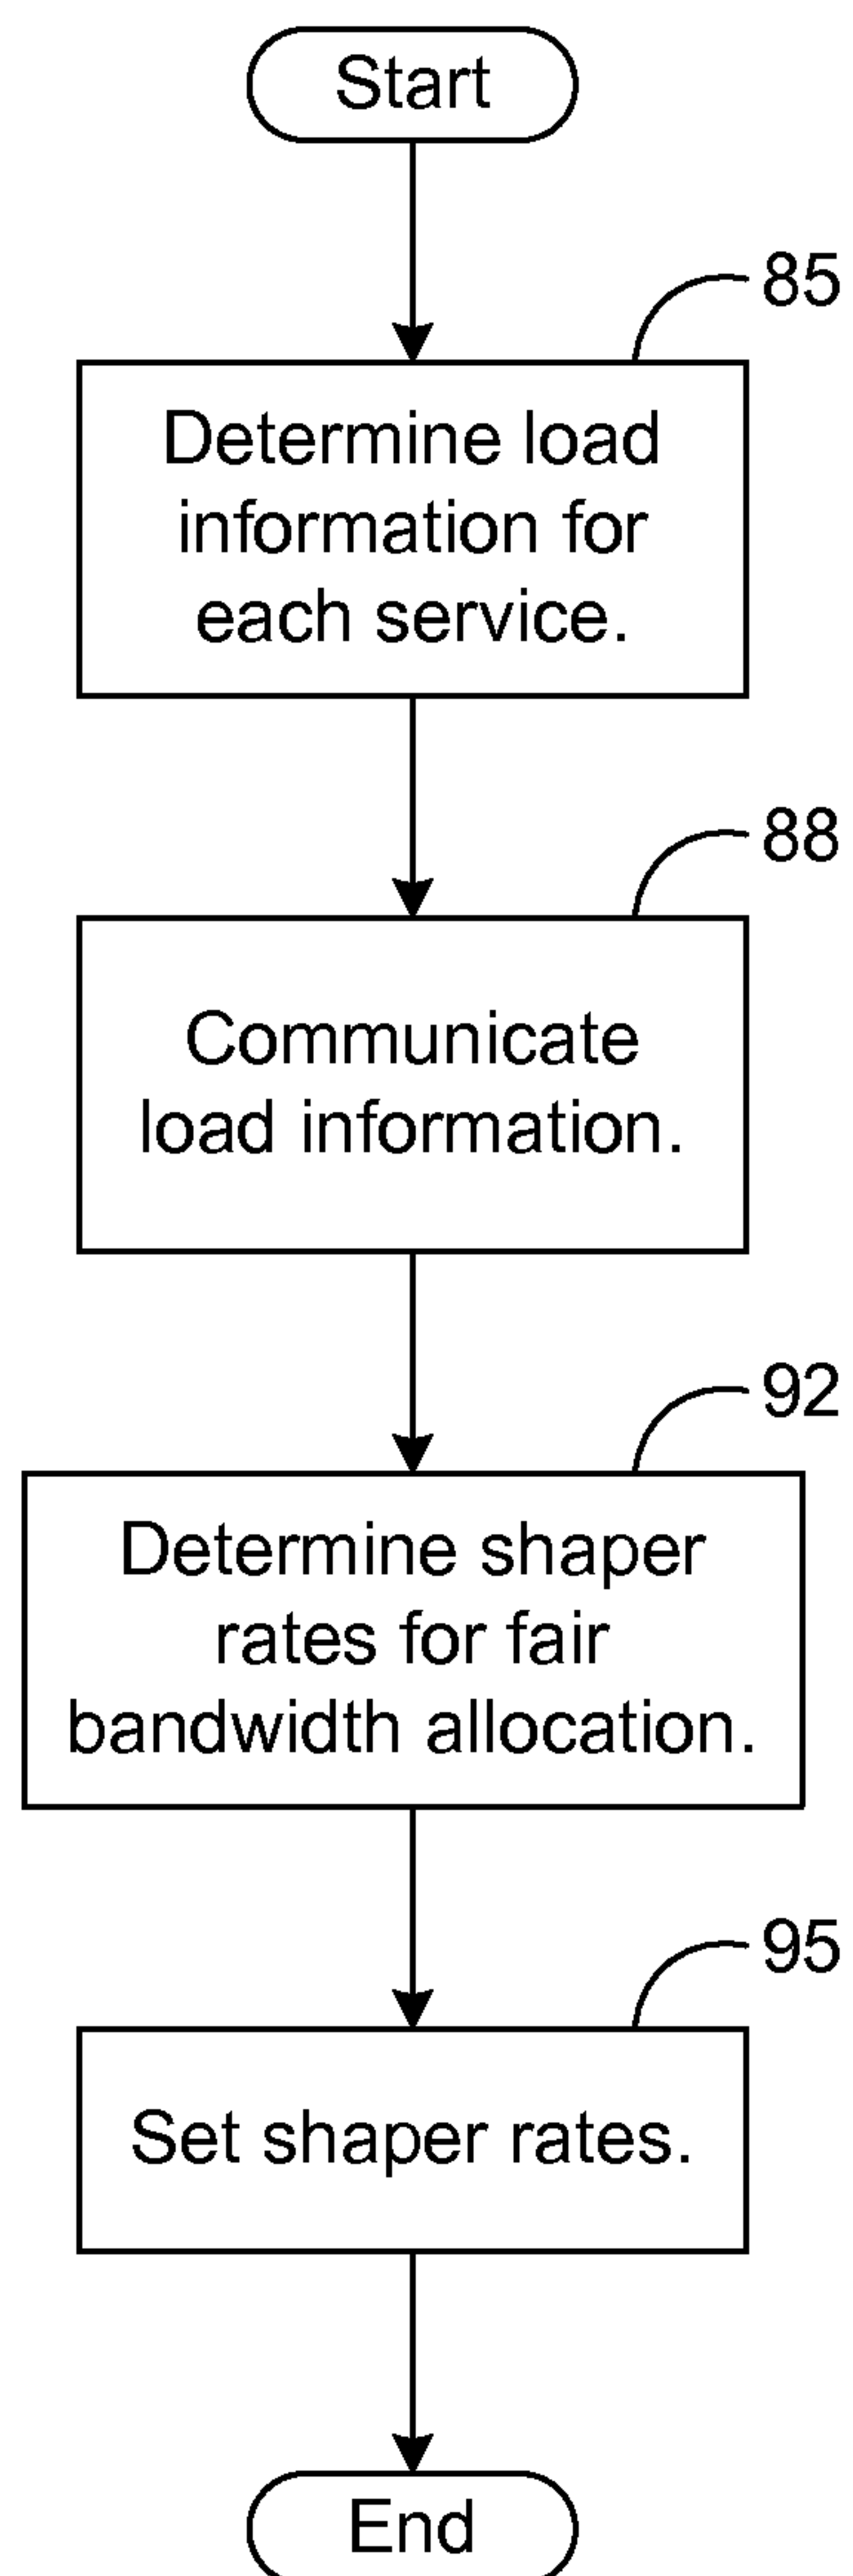 Start
85
Determine load
information for
each service.
88
Communicate
load information.
92
Determine shaper
rates for fair
bandwidth allocation.
95
Set shaper rates.
End